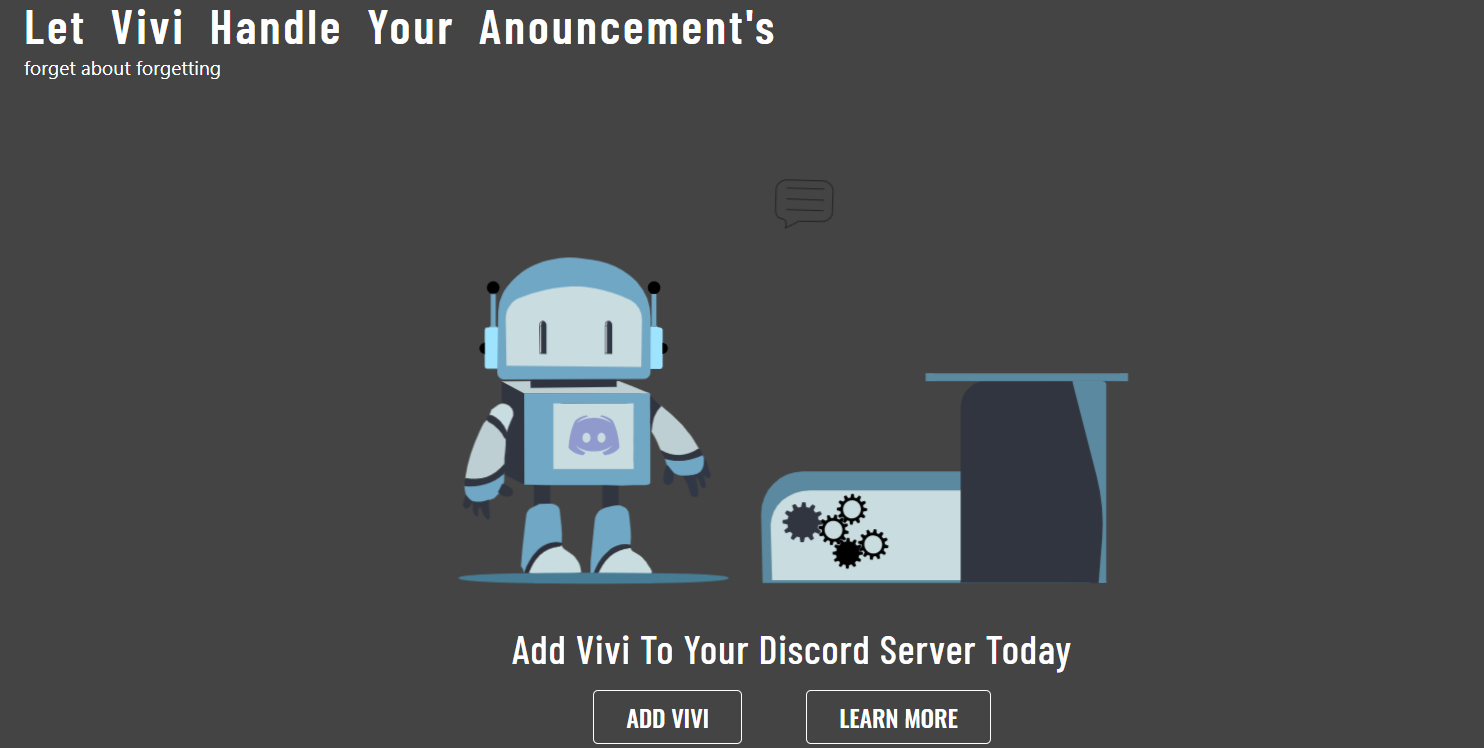 Let Vivi Handle Your Anouncement's
forget about forgetting
Add Vivi To Your Discord Server Today
ADD VIVI
LEARN MORE